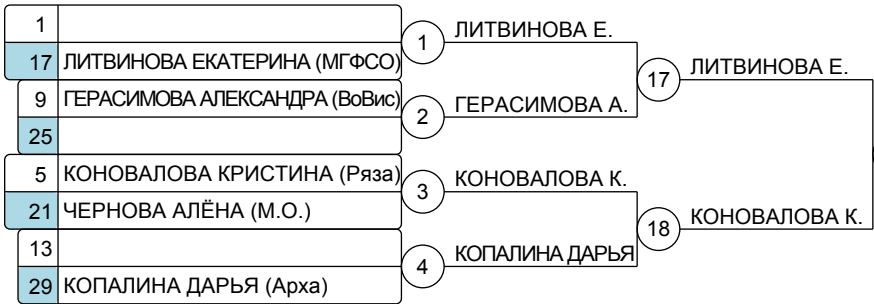 1
17 ЛИТВИНОВА ЕКАТЕРИНА (МГФСО)
9 ГЕРАСИМОВА АЛЕКСАНДРА (ВоВис)
25
5 КОНОВАЛОВА КРИСТИНА (Ряза)
21 ЧЕРНОВА АЛЁНА (М.О.)
13
29 КОПАЛИНА ДАРЬЯ (Арха)
1 ЛИТВИНОВА Е.
2 ГЕРАСИМОВА А.
3 КОНОВАЛОВА К.
4 КОПАЛИНА ДАРЬЯ
17 ЛИТВИНОВА Е.
18 КОНОВАЛОВА К.